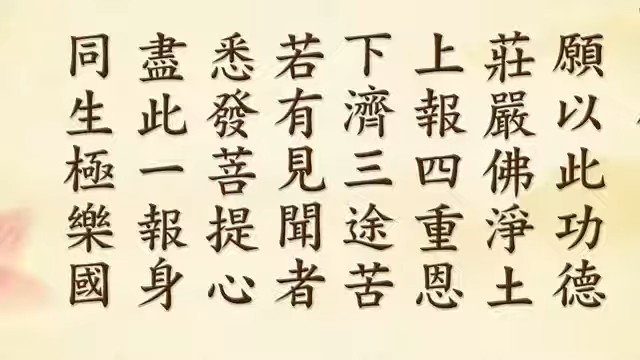 願以此功德
莊嚴佛淨土
上報四重恩
下濟三途苦
若有見聞者
悉發菩提心
盡此一報身
同生極樂國